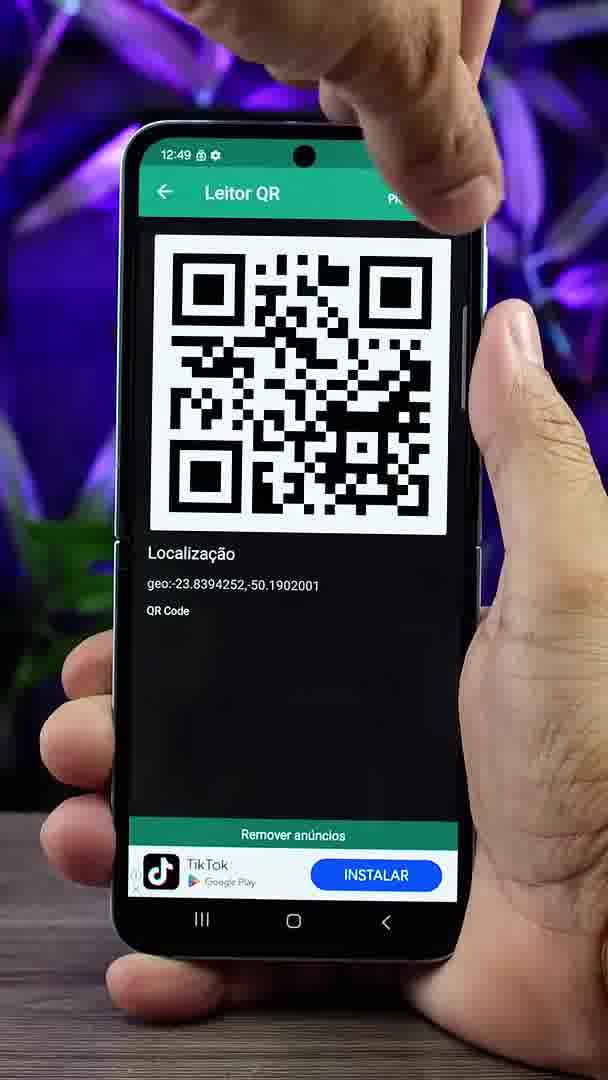 12:49
Leitor QR
Localização
geo:-23.8394252,-50.1902001
QR Code
Remover anúncios
TikTok
Google Play
INSTALAR